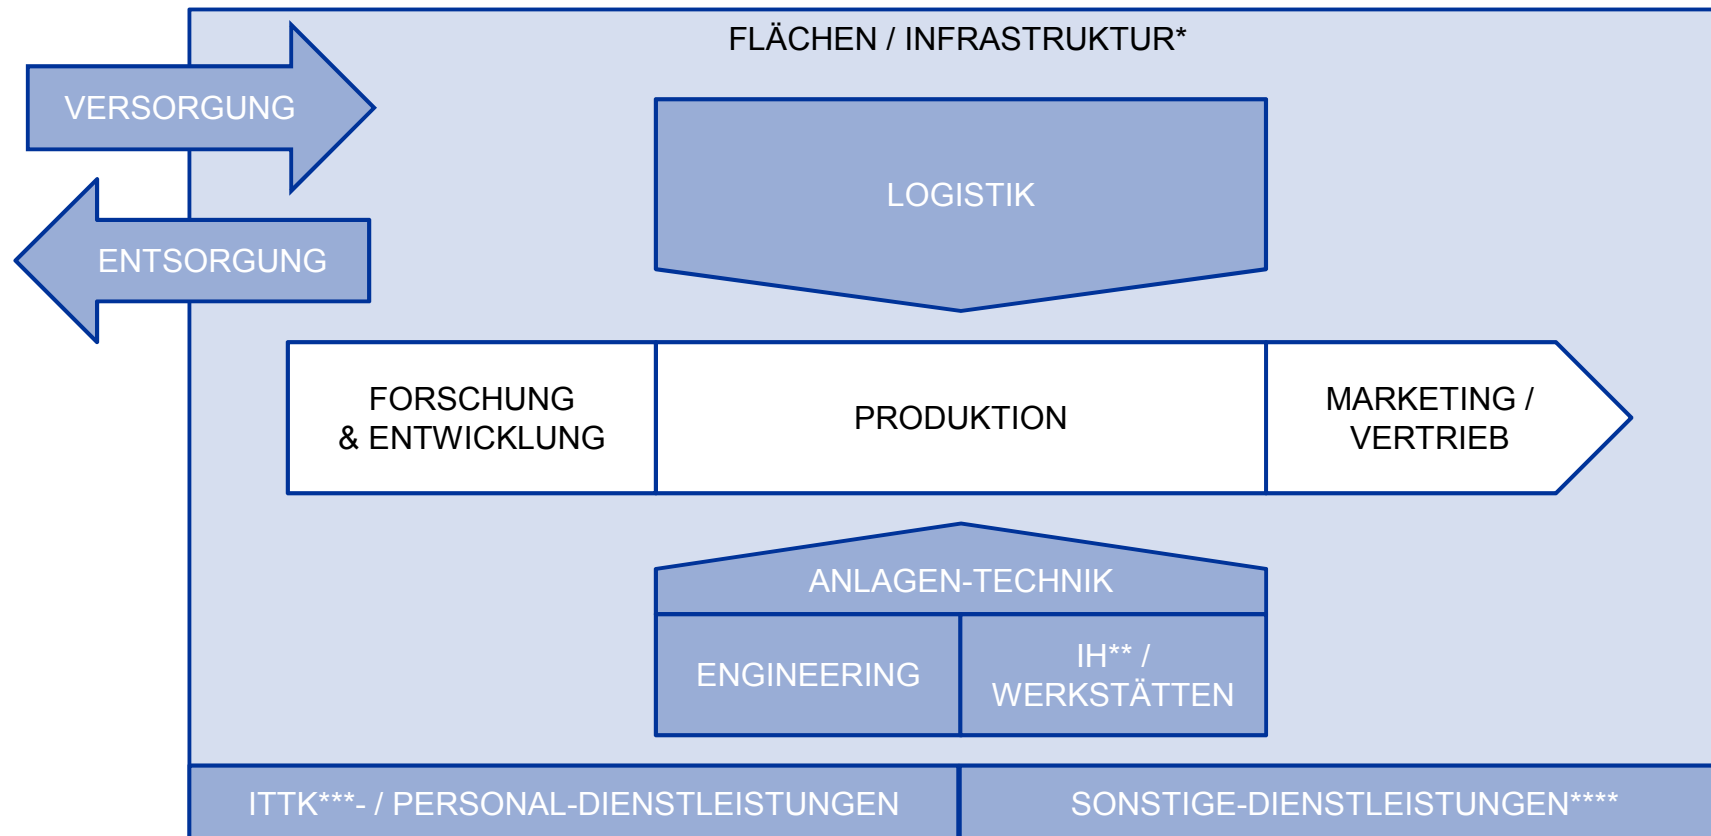 FLÄCHEN / INFRASTRUKTUR*
VERSORGUNG
LOGISTIK
ENTSORGUNG
FORSCHUNG
& ENTWICKLUNG
PRODUKTION
MARKETING /
VERTRIEB
ANLAGEN-TECHNIK
ENGINEERING
IH** /
WERKSTÄTTEN
ITTK***- / PERSONAL-DIENSTLEISTUNGEN
SONSTIGE-DIENSTLEISTUNGEN****